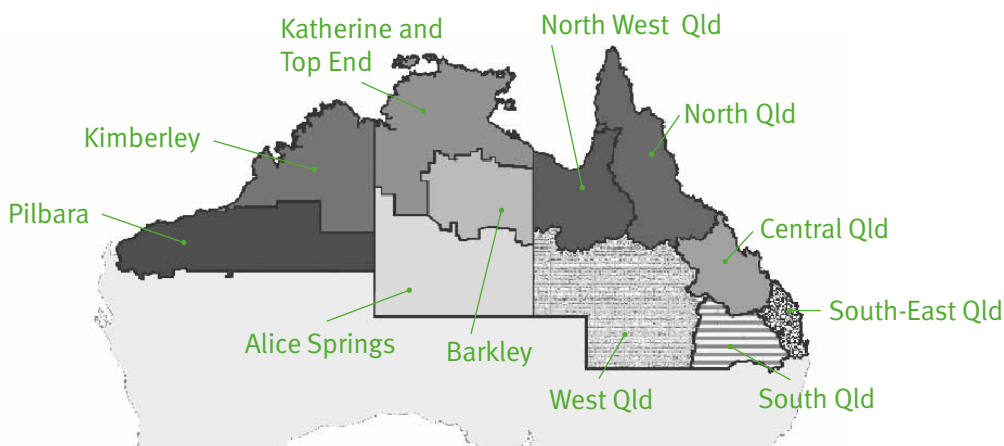 Katherine and
Top End
North West Qld
North Qld
Kimberley
Pilbara
Central Qld
South-East Qld
Alice Springs
Barkley
West Qld
South Qld